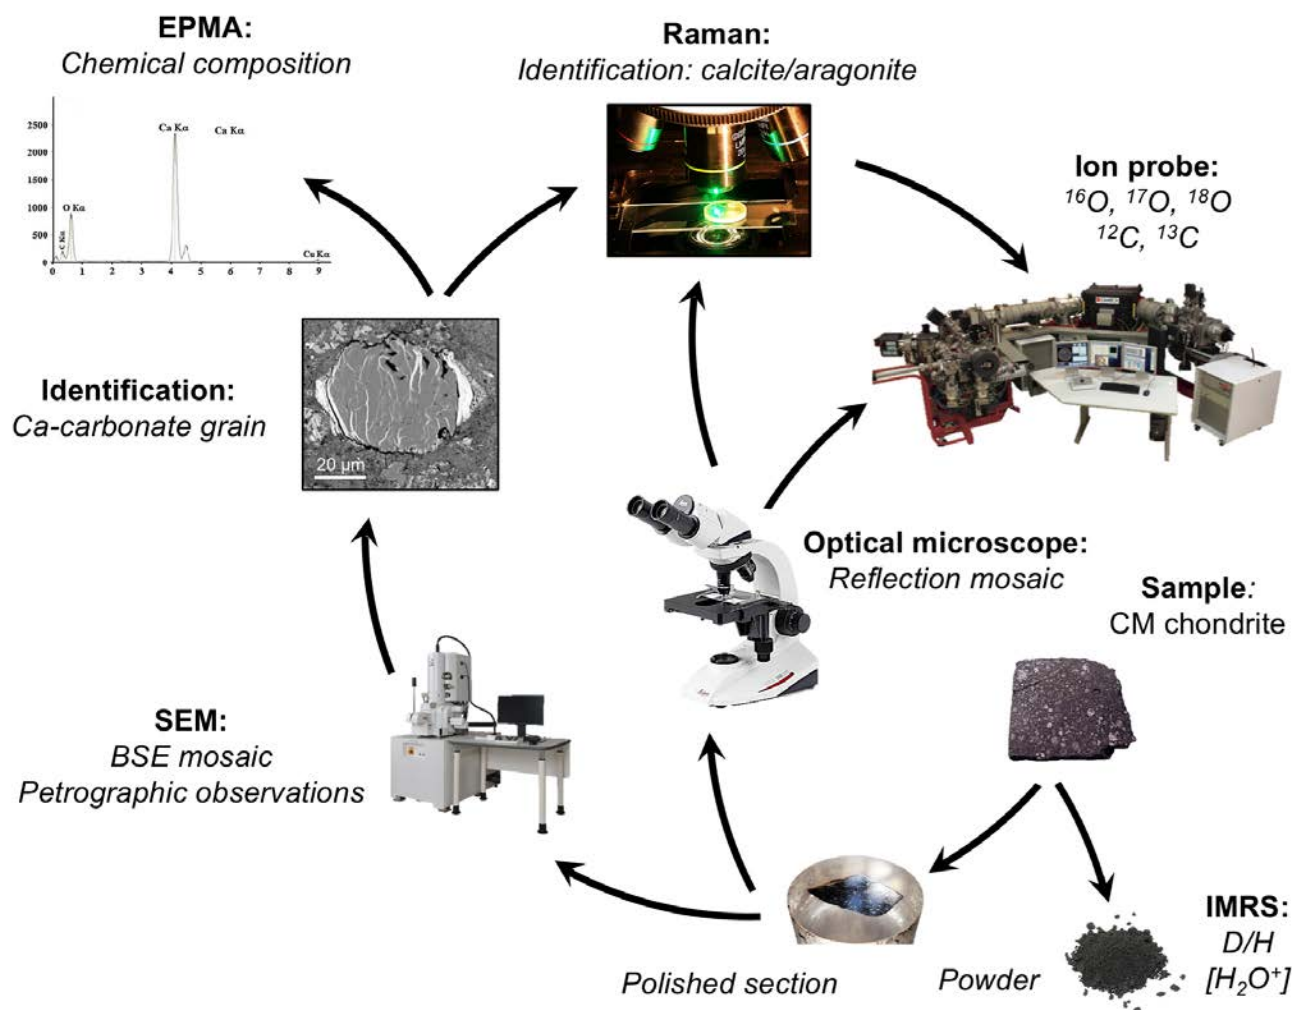 EPMA:
Chemical composition
2500
2000
1500
1000
500
0
Ca Kα
Ca Kα
O Kα
C Kα
Cu Kα
0 1 2 3 4 5 6 7 8 9
Raman:
Identification: calcite/aragonite
Ion probe:
¹⁶O, ¹⁷O, ¹⁸O
¹²C, ¹³C
Identification:
Ca-carbonate grain
20 µm
Optical microscope:
Reflection mosaic
Sample:
CM chondrite
SEM:
BSE mosaic
Petrographic observations
Polished section
Powder
IMRS:
D/H
[H₂O⁺]